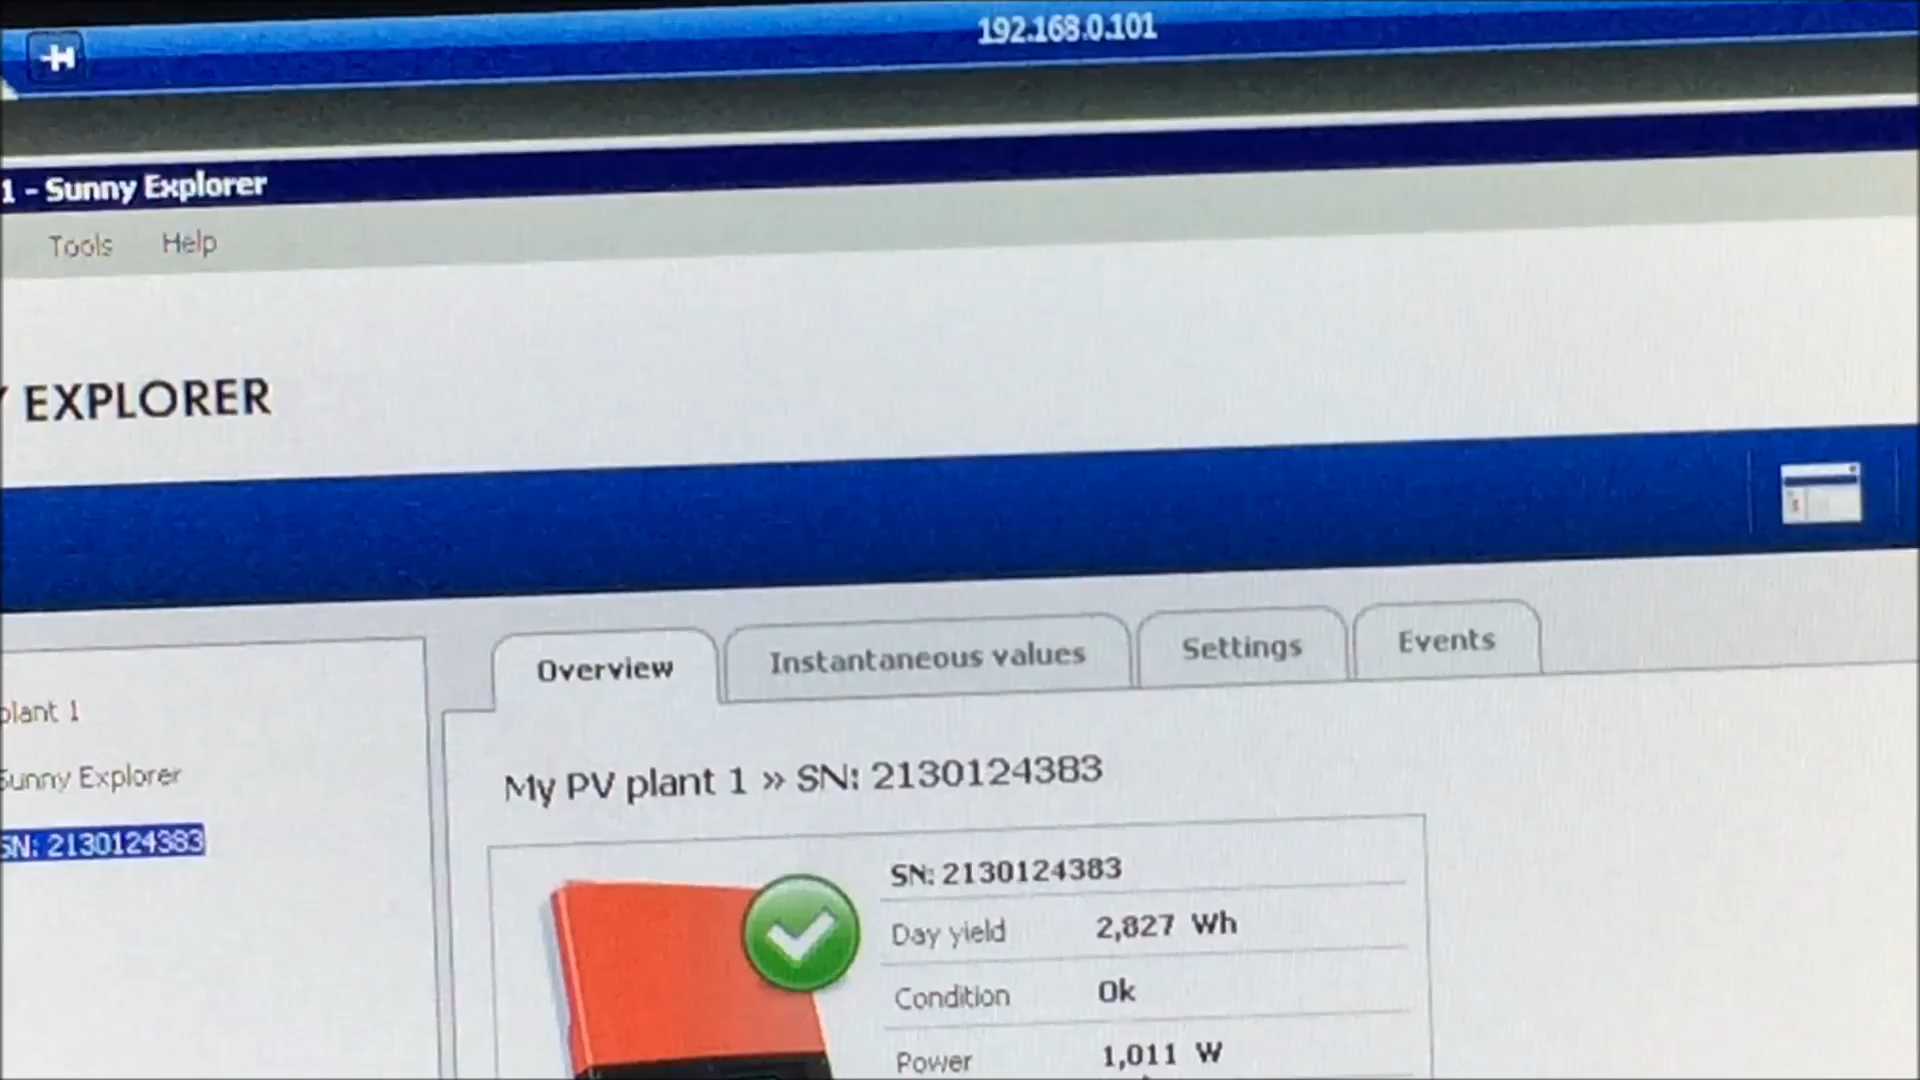 192.168.0.101
1 - Sunny Explorer
Tools Help
EXPLORER
Overview Instantaneous values Settings Events
plant 1
Sunny Explorer
SN: 2130124383
My PV plant 1 » SN: 2130124383
SN: 2130124383
Day yield 2,827 Wh
Condition Ok
Power 1,011 W